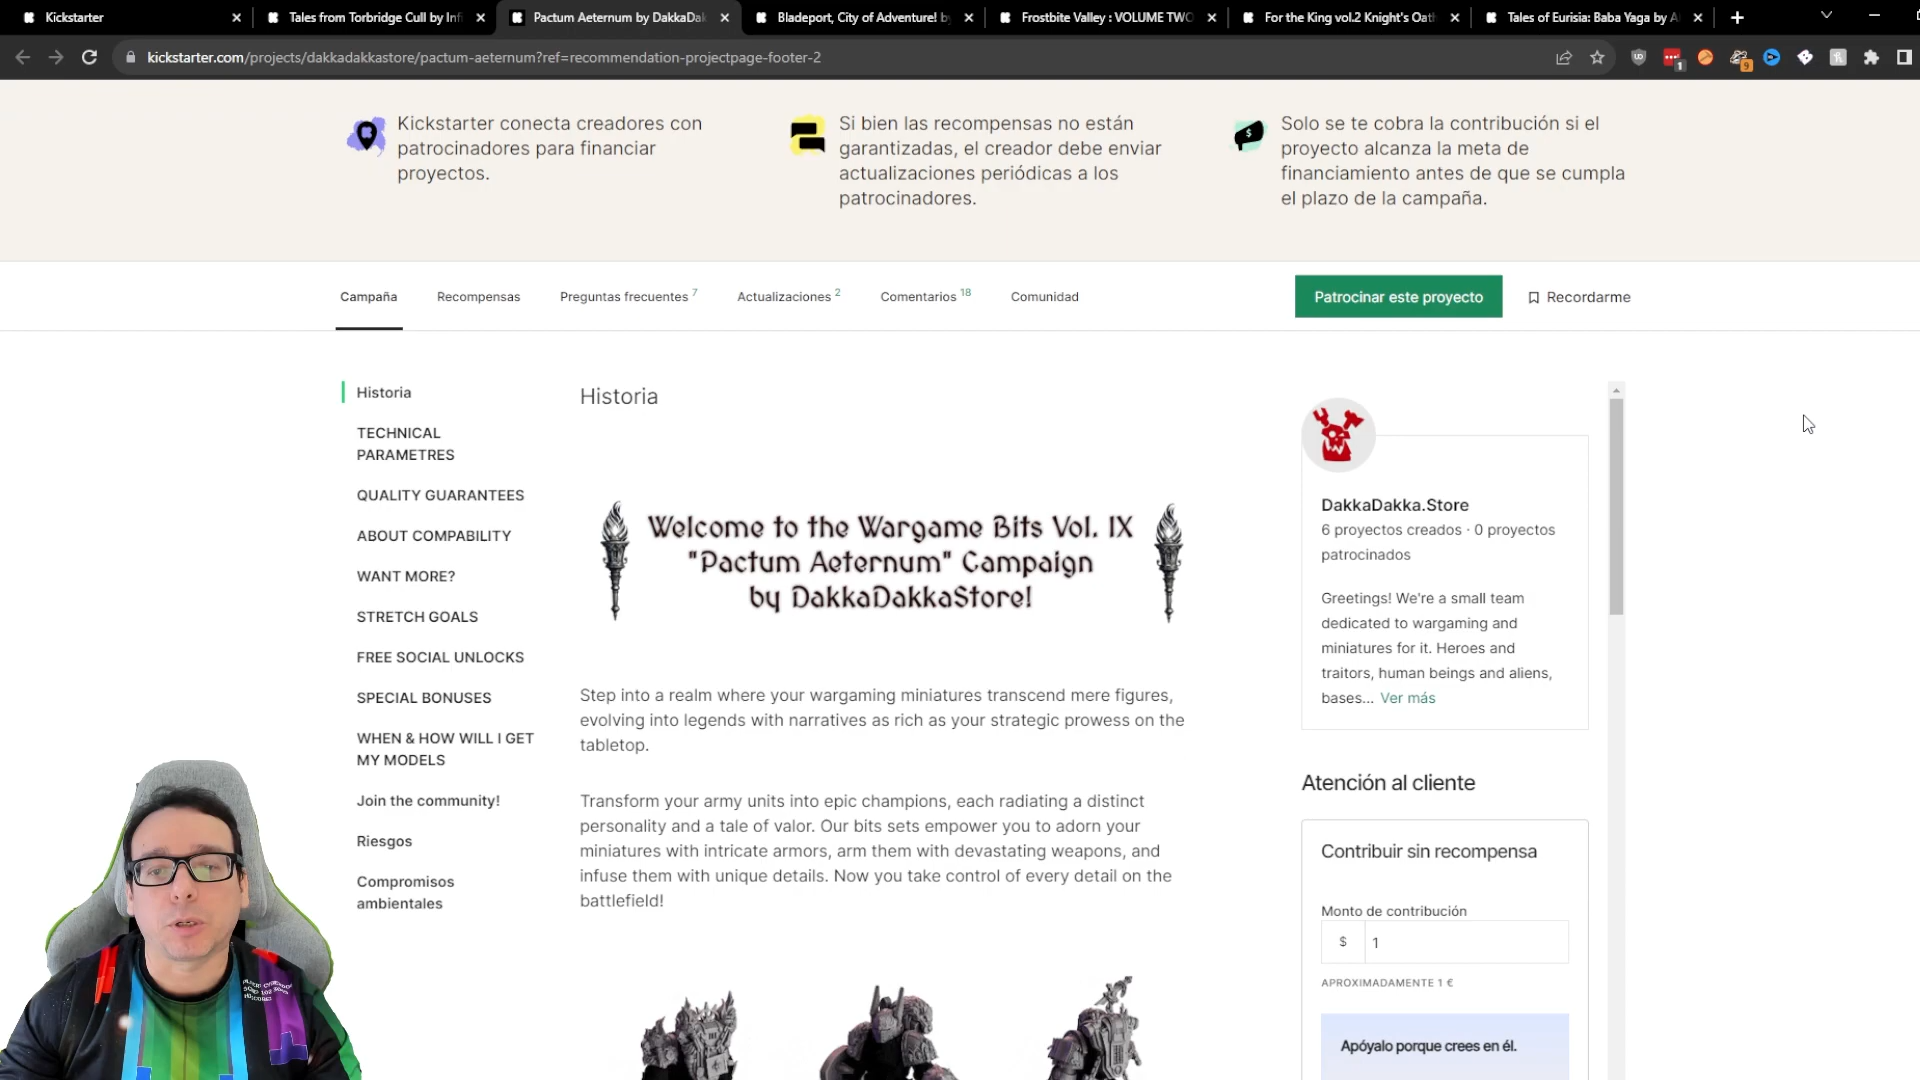 Kickstarter
Tales from Torbridge Cull by Infi
Pactum Aeternum by DakkaDak
Bladeport, City of Adventure! by
Frostbite Valley : VOLUME TWO
For the King vol.2 Knight's Oath
Tales of Eurisia: Baba Yaga by A
kickstarter.com/projects/dakkadakkastore/pactum-aeternum?ref=recommendation-projectpage-footer-2
1
9
Kickstarter conecta creadores con
patrocinadores para financiar
proyectos.
Si bien las recompensas no están
garantizadas, el creador debe enviar
actualizaciones periódicas a los
patrocinadores.
Solo se te cobra la contribución si el
proyecto alcanza la meta de
financiamiento antes de que se cumpla
el plazo de la campaña.
Campaña
Recompensas
Preguntas frecuentes 7
Actualizaciones 2
Comentarios 18
Comunidad
Patrocinar este proyecto
Recordarme
Historia
TECHNICAL
PARAMETRES
QUALITY GUARANTEES
ABOUT COMPABILITY
WANT MORE?
STRETCH GOALS
FREE SOCIAL UNLOCKS
SPECIAL BONUSES
WHEN & HOW WILL I GET
MY MODELS
Join the community!
Riesgos
Compromisos
ambientales
Historia
Welcome to the Wargame Bits Vol. IX
"Pactum Aeternum" Campaign
by DakkaDakkaStore!
Step into a realm where your wargaming miniatures transcend mere figures,
evolving into legends with narratives as rich as your strategic prowess on the
tabletop.
Transform your army units into epic champions, each radiating a distinct
personality and a tale of valor. Our bits sets empower you to adorn your
miniatures with intricate armors, arm them with devastating weapons, and
infuse them with unique details. Now you take control of every detail on the
battlefield!
DakkaDakka.Store
6 proyectos creados · 0 proyectos
patrocinados
Greetings! We're a small team
dedicated to wargaming and
miniatures for it. Heroes and
traitors, human beings and aliens,
bases... Ver más
Atención al cliente
Contribuir sin recompensa
Monto de contribución
$ 1
APROXIMADAMENTE 1 €
Apóyalo porque crees en él.